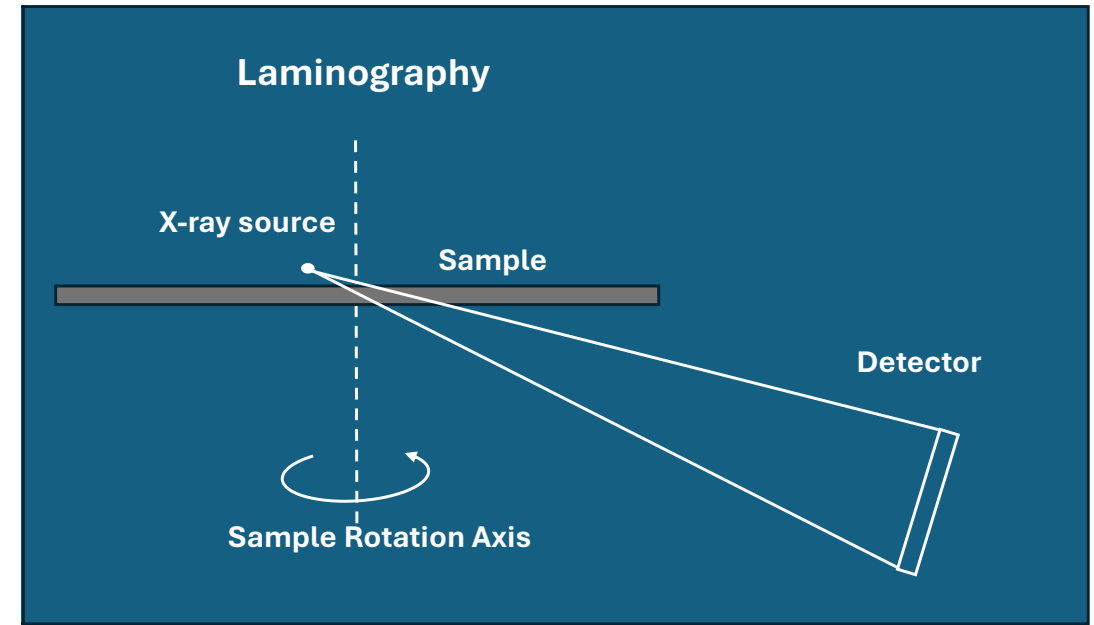 Laminography
X-ray source
Sample
Detector
Sample Rotation Axis